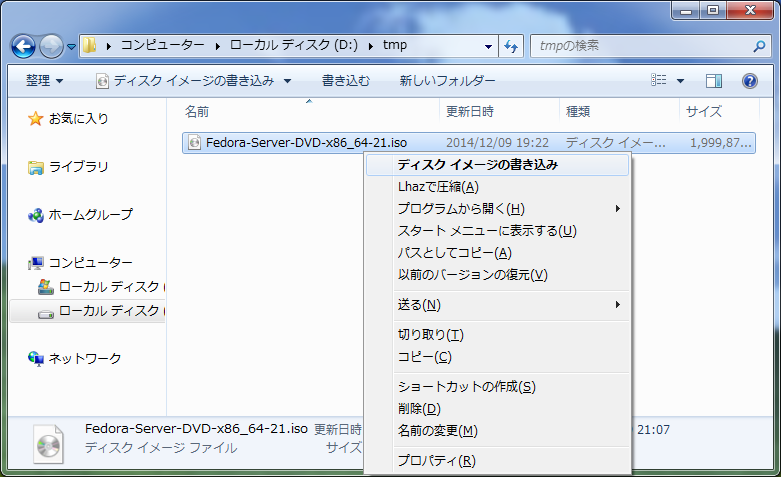 コンピューター ▸ ローカル ディスク (D:) ▸ tmp
tmpの検索
整理 ディスク イメージの書き込み 書き込む 新しいフォルダー
名前 更新日時 種類 サイズ
Fedora-Server-DVD-x86_64-21.iso 2014/12/09 19:22 ディスク イメー... 1,999,87...
お気に入り
ライブラリ
ホームグループ
コンピューター
ローカル ディスク (
ローカル ディスク (
ネットワーク
ディスク イメージの書き込み
Lhazで圧縮(A)
プログラムから開く(H)
スタート メニューに表示する(U)
パスとしてコピー(A)
以前のバージョンの復元(V)
送る(N)
切り取り(T)
コピー(C)
ショートカットの作成(S)
削除(D)
名前の変更(M)
プロパティ(R)
Fedora-Server-DVD-x86_64-21.iso 更新日時 21:07
ディスク イメージ ファイル サイズ